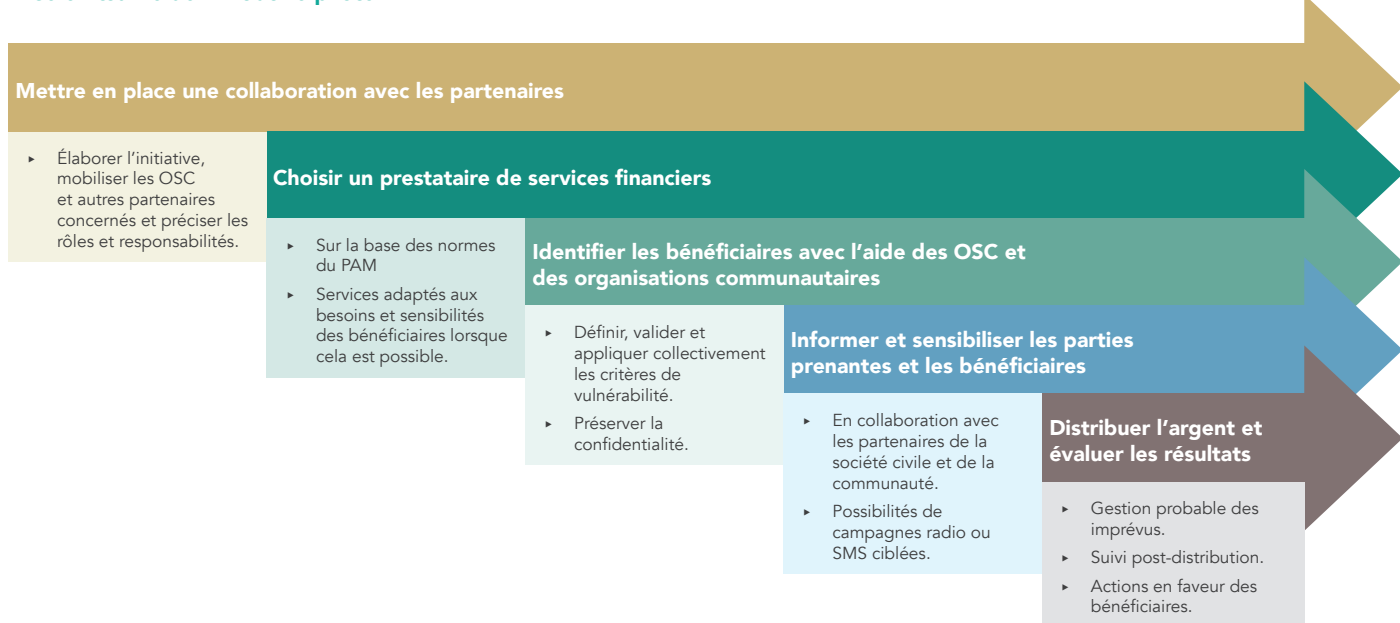 Mettre en place une collaboration avec les partenaires
▸ Élaborer l’initiative,
mobiliser les OSC
et autres partenaires
concernés et préciser les
rôles et responsabilités.
Choisir un prestataire de services financiers
▸ Sur la base des normes
du PAM
▸ Services adaptés aux
besoins et sensibilités
des bénéficiaires lorsque
cela est possible.
Identifier les bénéficiaires avec l’aide des OSC et
des organisations communautaires
▸ Définir, valider et
appliquer collectivement
les critères de
vulnérabilité.
▸ Préserver la
confidentialité.
Informer et sensibiliser les parties
prenantes et les bénéficiaires
▸ En collaboration avec
les partenaires de la
société civile et de la
communauté.
▸ Possibilités de
campagnes radio ou
SMS ciblées.
Distribuer l’argent et
évaluer les résultats
▸ Gestion probable des
imprévus.
▸ Suivi post-distribution.
▸ Actions en faveur des
bénéficiaires.